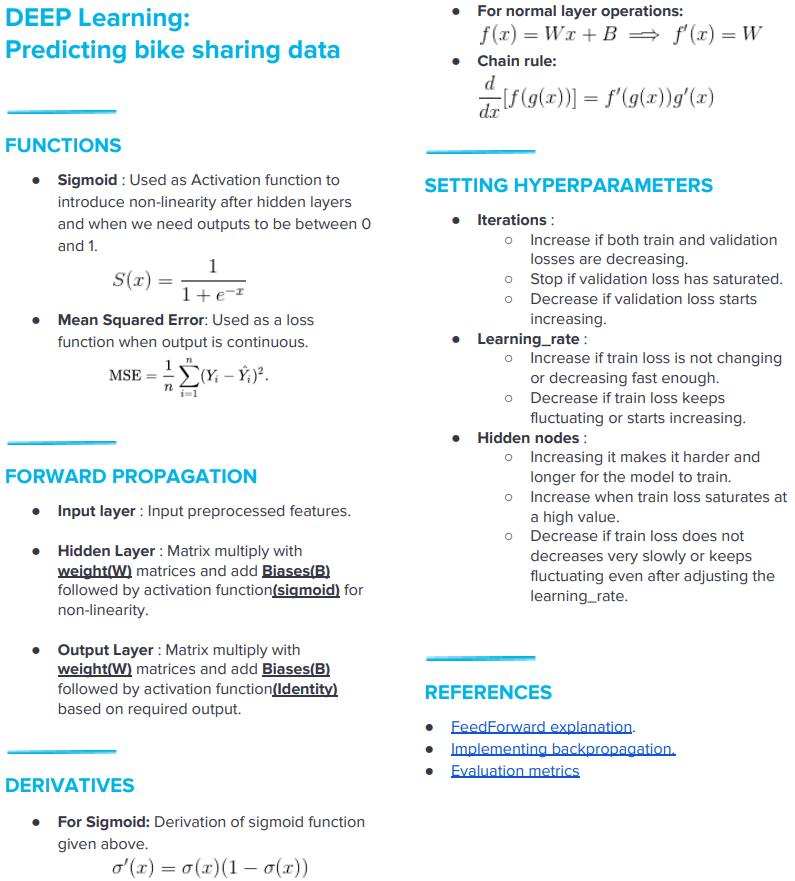 DEEP Learning:
Predicting bike sharing data
FUNCTIONS
● Sigmoid : Used as Activation function to
introduce non-linearity after hidden layers
and when we need outputs to be between 0
and 1.
S(x) = 1 / (1 + e^{-x})
● Mean Squared Error: Used as a loss
function when output is continuous.
MSE = \frac{1}{n} \sum_{i=1}^{n} (Y_i − Ŷ_i)².
FORWARD PROPAGATION
● Input layer : Input preprocessed features.
● Hidden Layer : Matrix multiply with
weight(W) matrices and add Biases(B)
followed by activation function(sigmoid) for
non-linearity.
● Output Layer : Matrix multiply with
weight(W) matrices and add Biases(B)
followed by activation function(Identity)
based on required output.
DERIVATIVES
● For Sigmoid: Derivation of sigmoid function
given above.
σ′(x) = σ(x)(1 − σ(x))
● For normal layer operations:
f(x) = Wx + B ⟹ f′(x) = W
● Chain rule:
\frac{d}{dx}[f(g(x))] = f′(g(x))g′(x)
SETTING HYPERPARAMETERS
● Iterations :
○ Increase if both train and validation
losses are decreasing.
○ Stop if validation loss has saturated.
○ Decrease if validation loss starts
increasing.
● Learning_rate :
○ Increase if train loss is not changing
or decreasing fast enough.
○ Decrease if train loss keeps
fluctuating or starts increasing.
● Hidden nodes :
○ Increasing it makes it harder and
longer for the model to train.
○ Increase when train loss saturates at
a high value.
○ Decrease if train loss does not
decreases very slowly or keeps
fluctuating even after adjusting the
learning_rate.
REFERENCES
● FeedForward explanation.
● Implementing backpropagation.
● Evaluation metrics